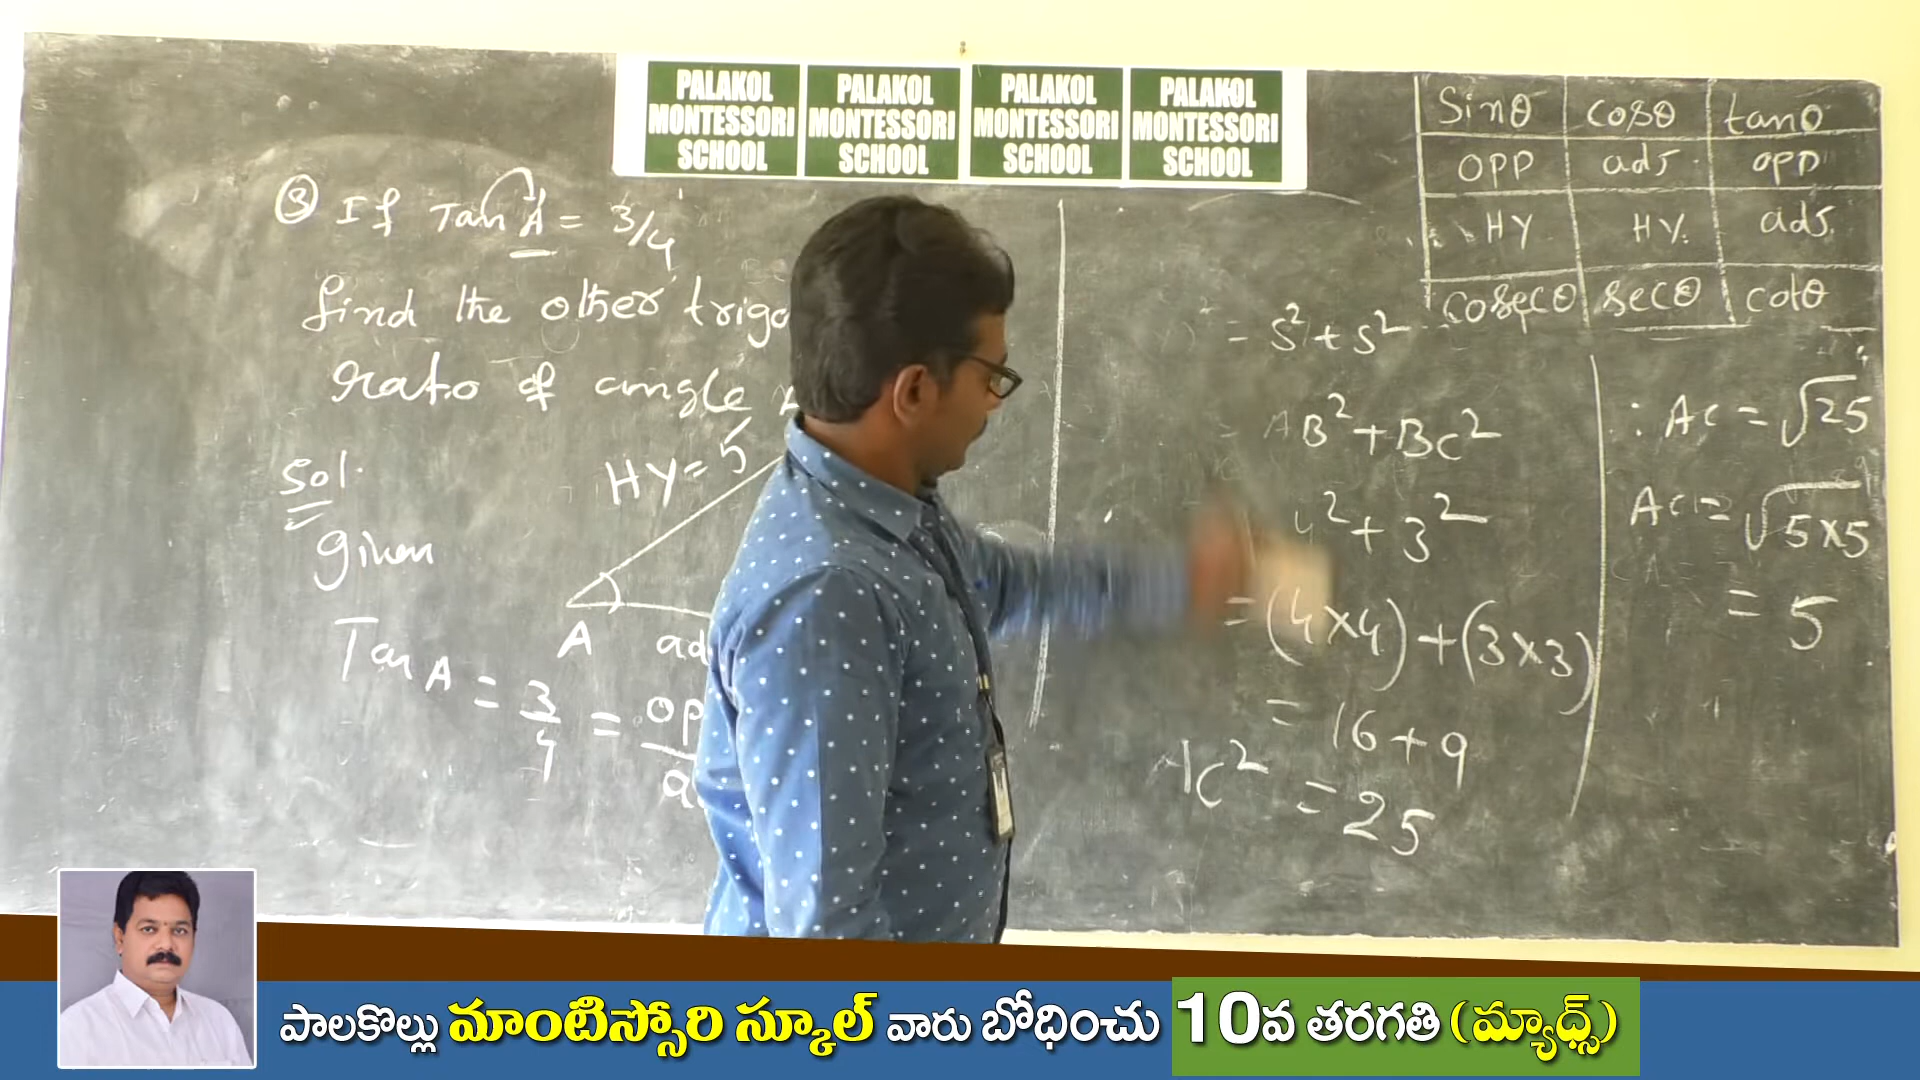 PALAKOL MONTESSORI SCHOOL
PALAKOL MONTESSORI SCHOOL
PALAKOL MONTESSORI SCHOOL
PALAKOL MONTESSORI SCHOOL
③ If Tan A = 3/4
find the other
ratio of angle
Sol.
given
HY = 5
A
Tan A = 3/4 =
= S² + S²
= AB² + BC²
4² + 3²
= (4×4) + (3×3)
= 16 + 9
AC² = 25
Sinθ cosθ tanθ
OPP adj. OPP
HY HY. adj.
cosecθ secθ cotθ
∴ AC = √25
AC = √5×5
= 5
పాలకొల్లు మాంటిస్సోరి స్కూల్ వారు బోధించు 10వ తరగతి (మ్యాథ్స్)